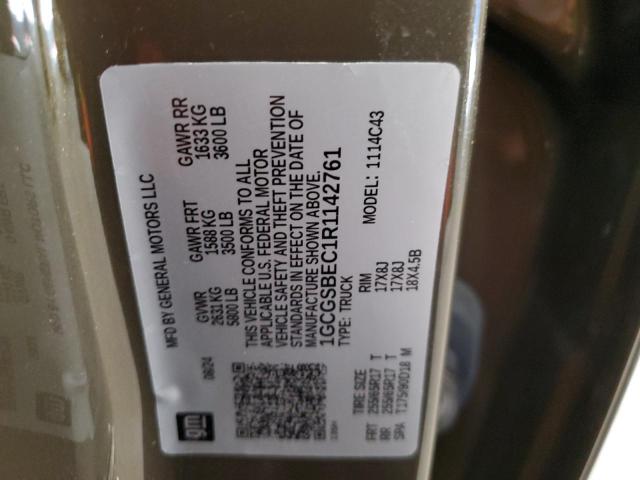 MFD BY GENERAL MOTORS LLC
06/24
GVWR GAWR FRT GAWR RR
2631 KG 1588 KG 1633 KG
5800 LB 3500 LB 3600 LB
THIS VEHICLE CONFORMS TO ALL
APPLICABLE U.S. FEDERAL MOTOR
VEHICLE SAFETY AND THEFT PREVENTION
STANDARDS IN EFFECT ON THE DATE OF
MANUFACTURE SHOWN ABOVE.
1GCGSBEC1R1142761
TYPE: TRUCK MODEL: 1114C43
TIRE SIZE RIM
FRT 255/65R17 T 17X8J
RR 255/65R17 T 17X8J
SPA T175/90D18 M 18X4.5B
gm